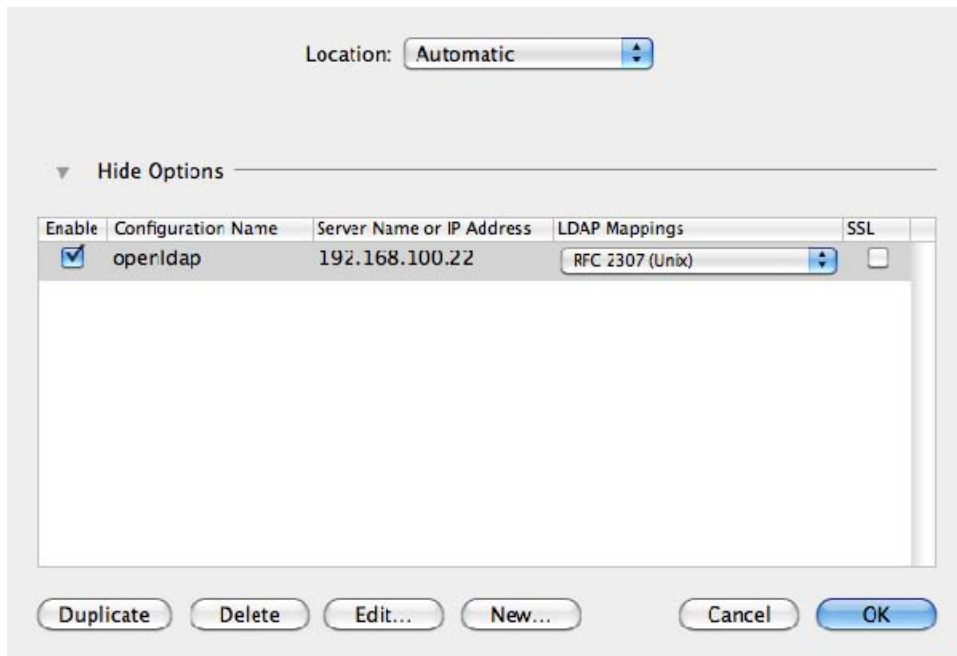 Location: Automatic
Hide Options
Enable Configuration Name Server Name or IP Address LDAP Mappings SSL
openldap 192.168.100.22 RFC 2307 (Unix)
Duplicate Delete Edit... New... Cancel OK